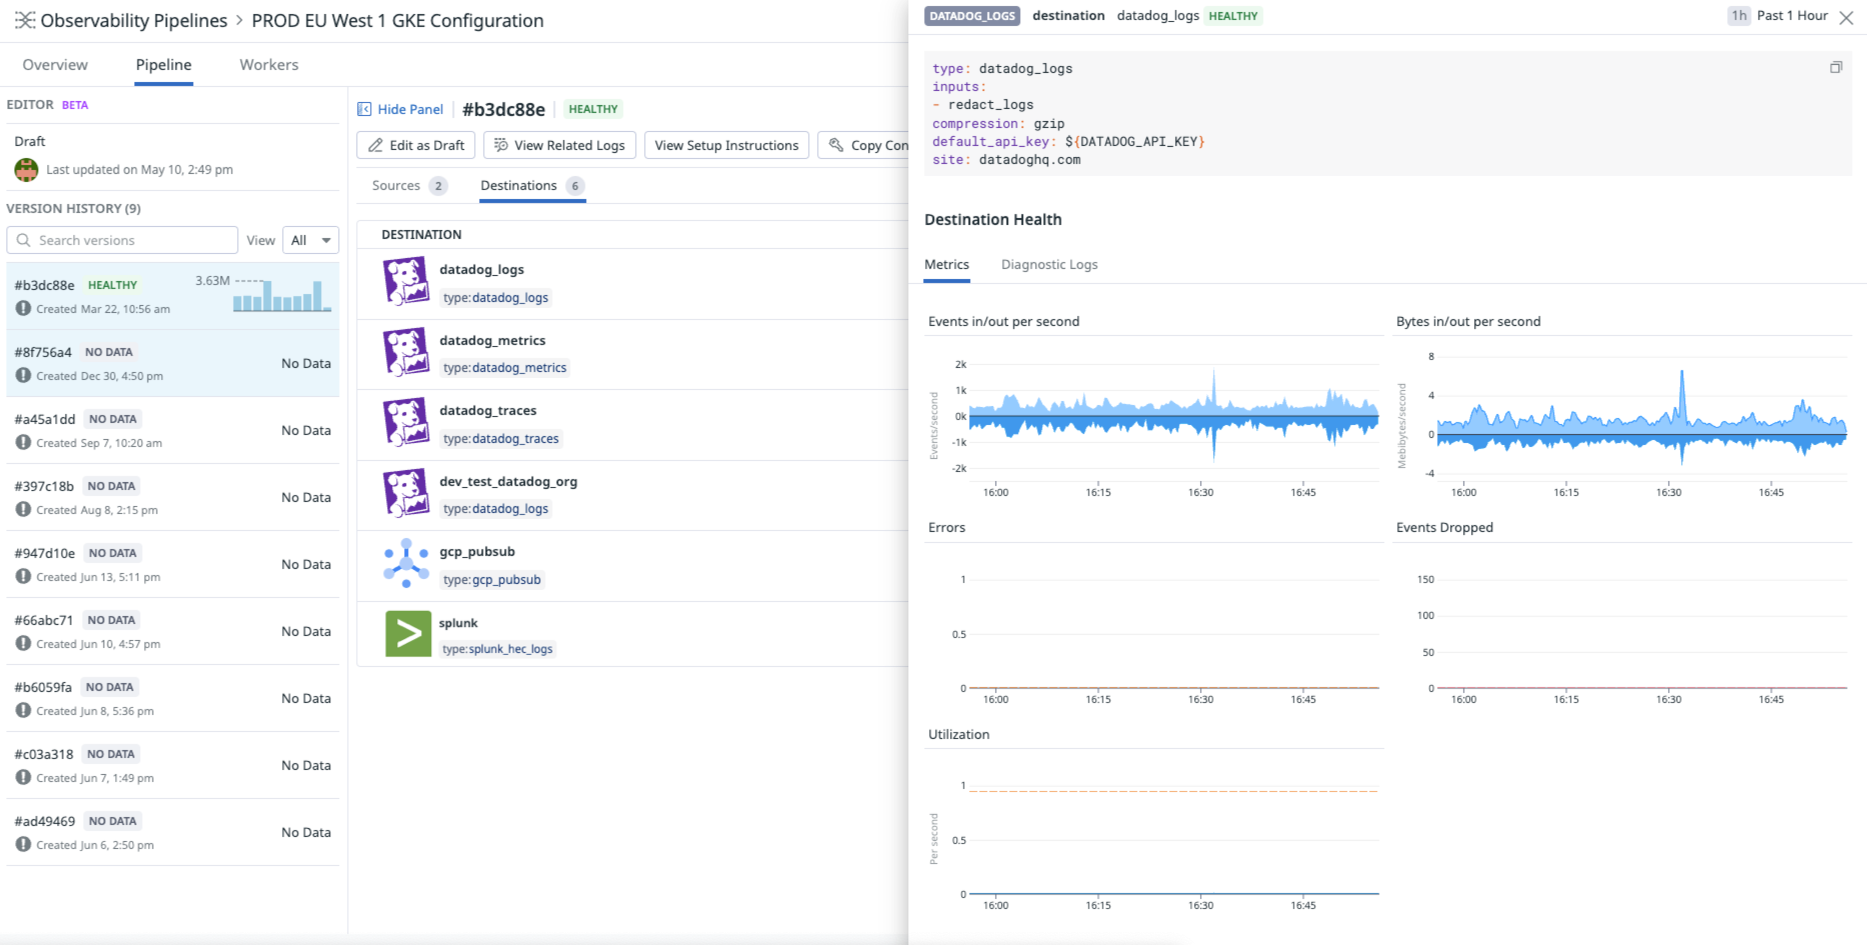 Observability Pipelines > PROD EU West 1 GKE Configuration
Overview Pipeline Workers
EDITOR BETA
Draft
Last updated on May 10, 2:49 pm
VERSION HISTORY (9)
Search versions View All
#b3dc88e HEALTHY 3.63M
Created Mar 22, 10:56 am
#8f756a4 NO DATA
Created Dec 30, 4:50 pm
No Data
#a45a1dd NO DATA
Created Sep 7, 10:20 am
No Data
#397c18b NO DATA
Created Aug 8, 2:15 pm
No Data
#947d10e NO DATA
Created Jun 13, 5:11 pm
No Data
#66abc71 NO DATA
Created Jun 10, 4:57 pm
No Data
#b6059fa NO DATA
Created Jun 8, 5:36 pm
No Data
#c03a318 NO DATA
Created Jun 7, 1:49 pm
No Data
#ad49469 NO DATA
Created Jun 6, 2:50 pm
No Data
Hide Panel #b3dc88e HEALTHY
Edit as Draft View Related Logs View Setup Instructions Copy Con
Sources 2 Destinations 6
DESTINATION
datadog_logs
type:datadog_logs
datadog_metrics
type:datadog_metrics
datadog_traces
type:datadog_traces
dev_test_datadog_org
type:datadog_logs
gcp_pubsub
type:gcp_pubsub
splunk
type:splunk_hec_logs
DATADOG_LOGS destination datadog_logs HEALTHY 1h Past 1 Hour
type: datadog_logs
inputs:
- redact_logs
compression: gzip
default_api_key: ${DATADOG_API_KEY}
site: datadoghq.com
Destination Health
Metrics Diagnostic Logs
Events in/out per second
Events/second
2k
1k
0k
-1k
-2k
16:00 16:15 16:30 16:45
Bytes in/out per second
Mebibytes/second
8
4
0
-4
16:00 16:15 16:30 16:45
Errors
1
0.5
0
16:00 16:15 16:30 16:45
Events Dropped
150
100
50
0
16:00 16:15 16:30 16:45
Utilization
Per second
1
0.5
0
16:00 16:15 16:30 16:45